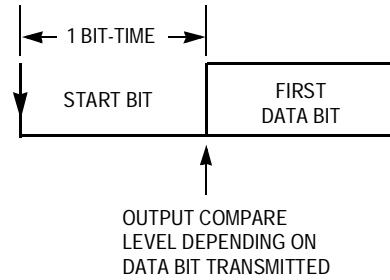 1 BIT-TIME
START BIT
FIRST
DATA BIT
OUTPUT COMPARE
LEVEL DEPENDING ON
DATA BIT TRANSMITTED